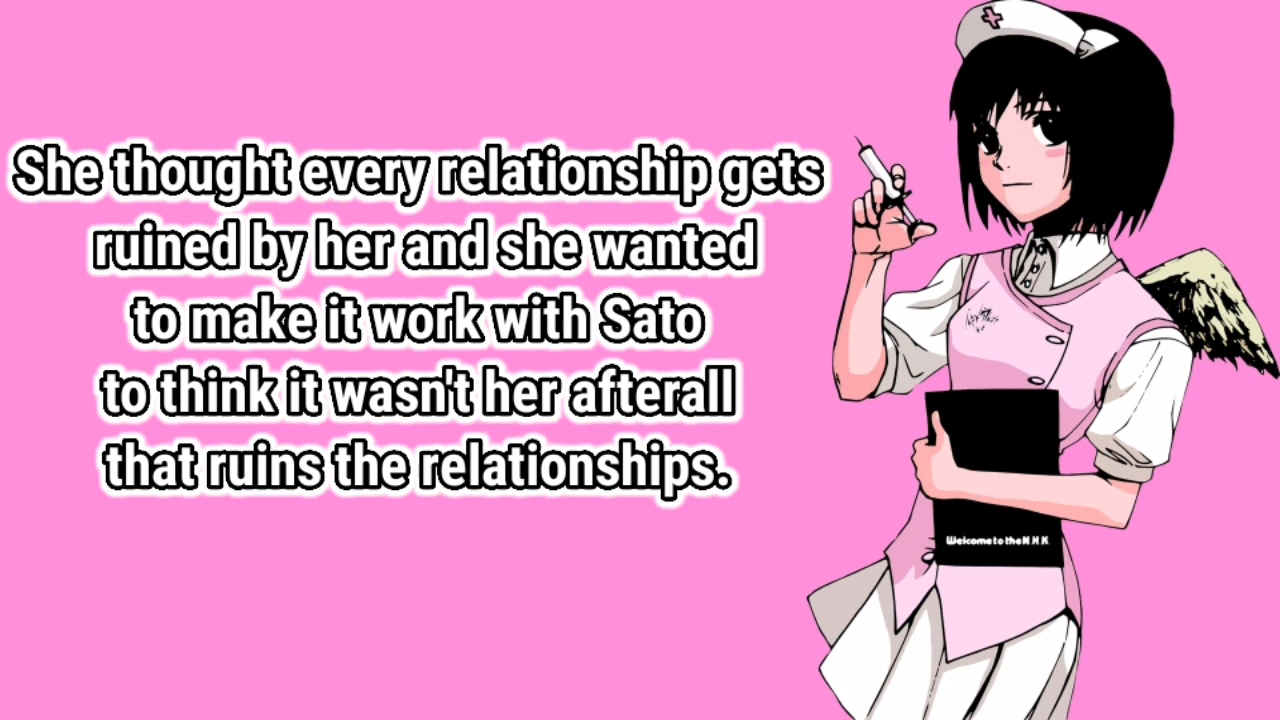 She thought every relationship gets
ruined by her and she wanted
to make it work with Sato
to think it wasn't her afterall
that ruins the relationships.
Welcome to the N.H.K